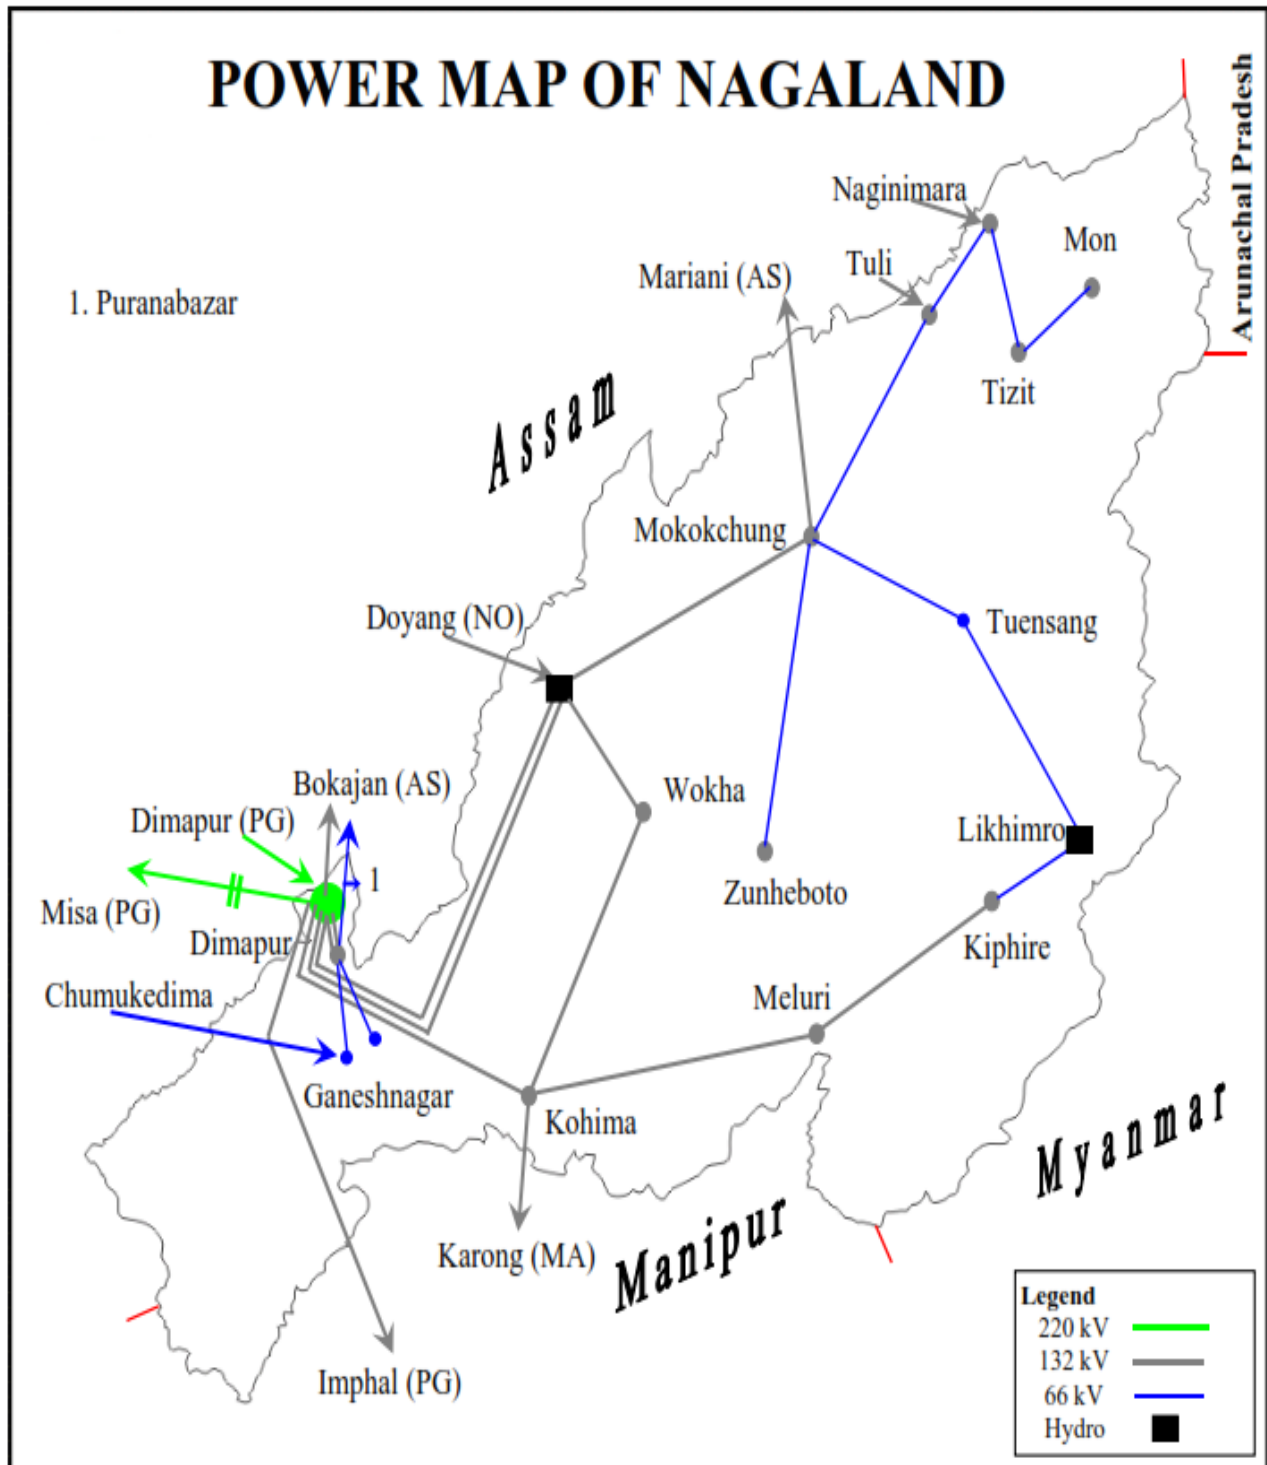 POWER MAP OF NAGALAND
Arunachal Pradesh
Naginimara
Mon
Tuli
Mariani (AS)
1. Puranabazar
Tizit
Assam
Mokokchung
Doyang (NO)
Tuensang
Bokajan (AS)
Wokha
Dimapur (PG)
Likhimro
1
Zunheboto
Misa (PG)
Dimapur
Kiphire
Chumukedima
Meluri
Ganeshnagar
Kohima
Myanmar
Manipur
Karong (MA)
Imphal (PG)
Legend
220 kV
132 kV
66 kV
Hydro